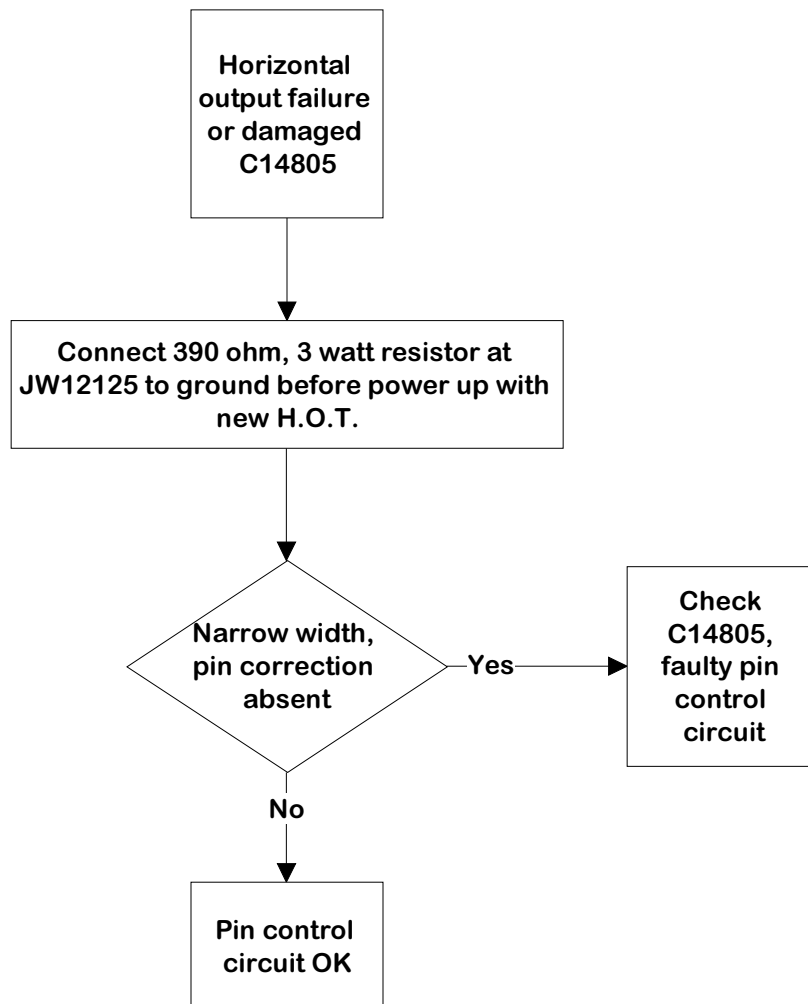 Horizontal
output failure
or damaged
C14805
Connect 390 ohm, 3 watt resistor at
JW12125 to ground before power up with
new H.O.T.
Narrow width,
pin correction
absent
Yes
Check
C14805,
faulty pin
control
circuit
No
Pin control
circuit OK